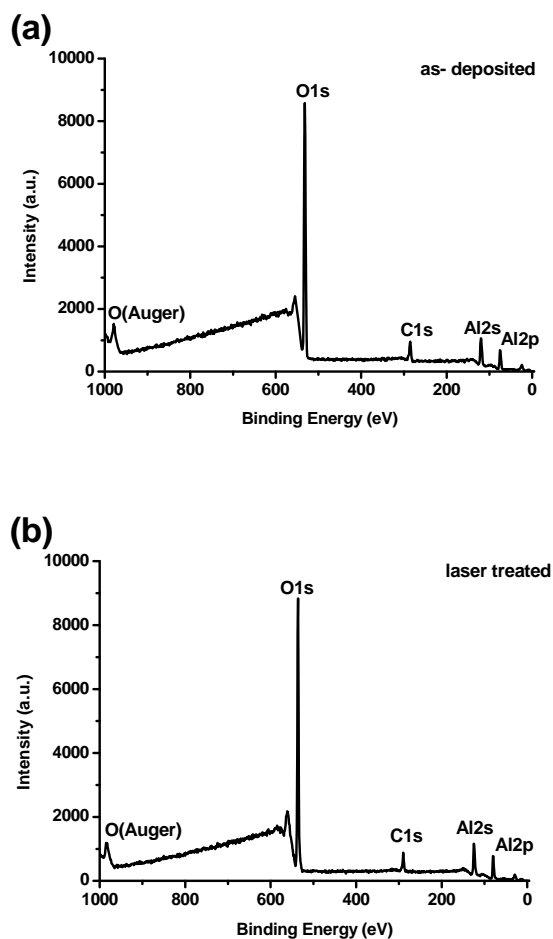 (a)
as- deposited
10000
O1s
8000
6000
4000
2000
O(Auger)
C1s
Al2s
Al2p
0
1000
800
600
400
200
0
Intensity (a.u.)
Binding Energy (eV)
(b)
laser treated
10000
O1s
8000
6000
4000
2000
O(Auger)
C1s
Al2s
Al2p
0
1000
800
600
400
200
0
Intensity (a.u.)
Binding Energy (eV)